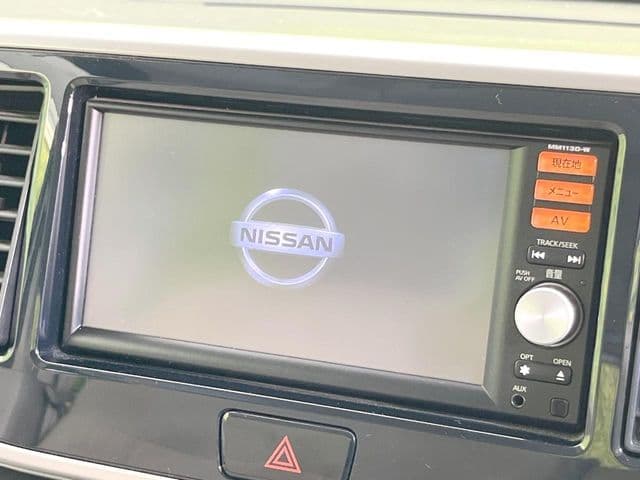 MM113D-W
現在地
メニュー
AV
TRACK/SEEK
NISSAN
PUSH
AV OFF
音量
OPT
OPEN
AUX